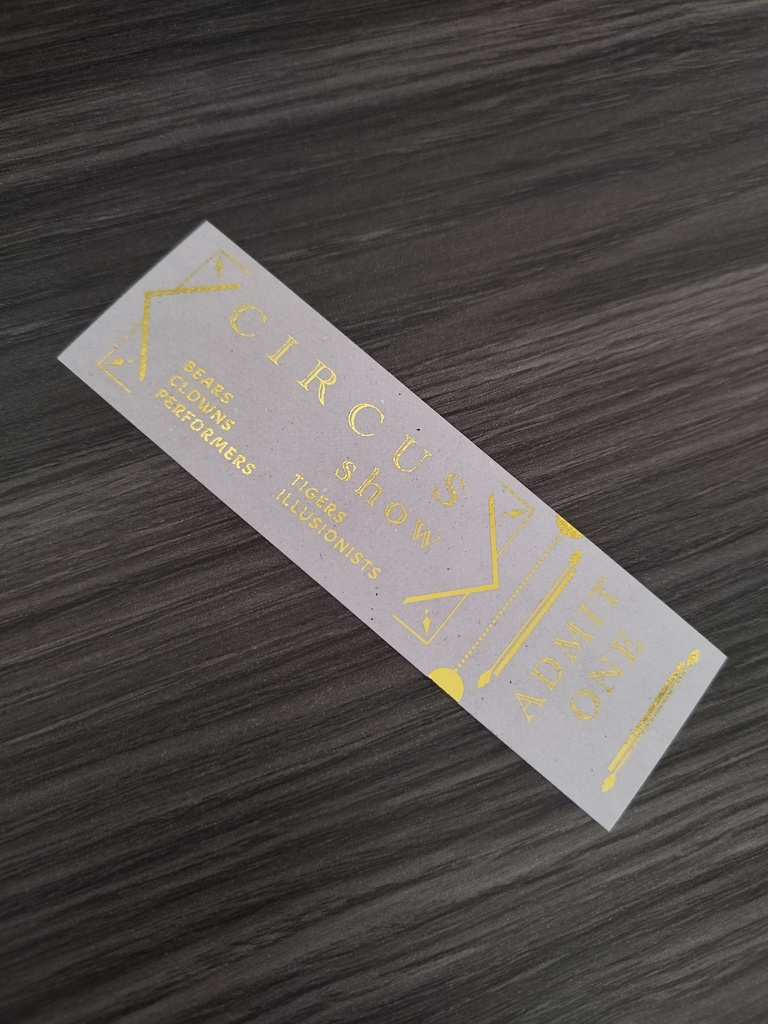 CIRCUS
show
BEARS
CLOWNS
PERFORMERS
TIGERS
ILLUSIONISTS
ADMIT
ONE